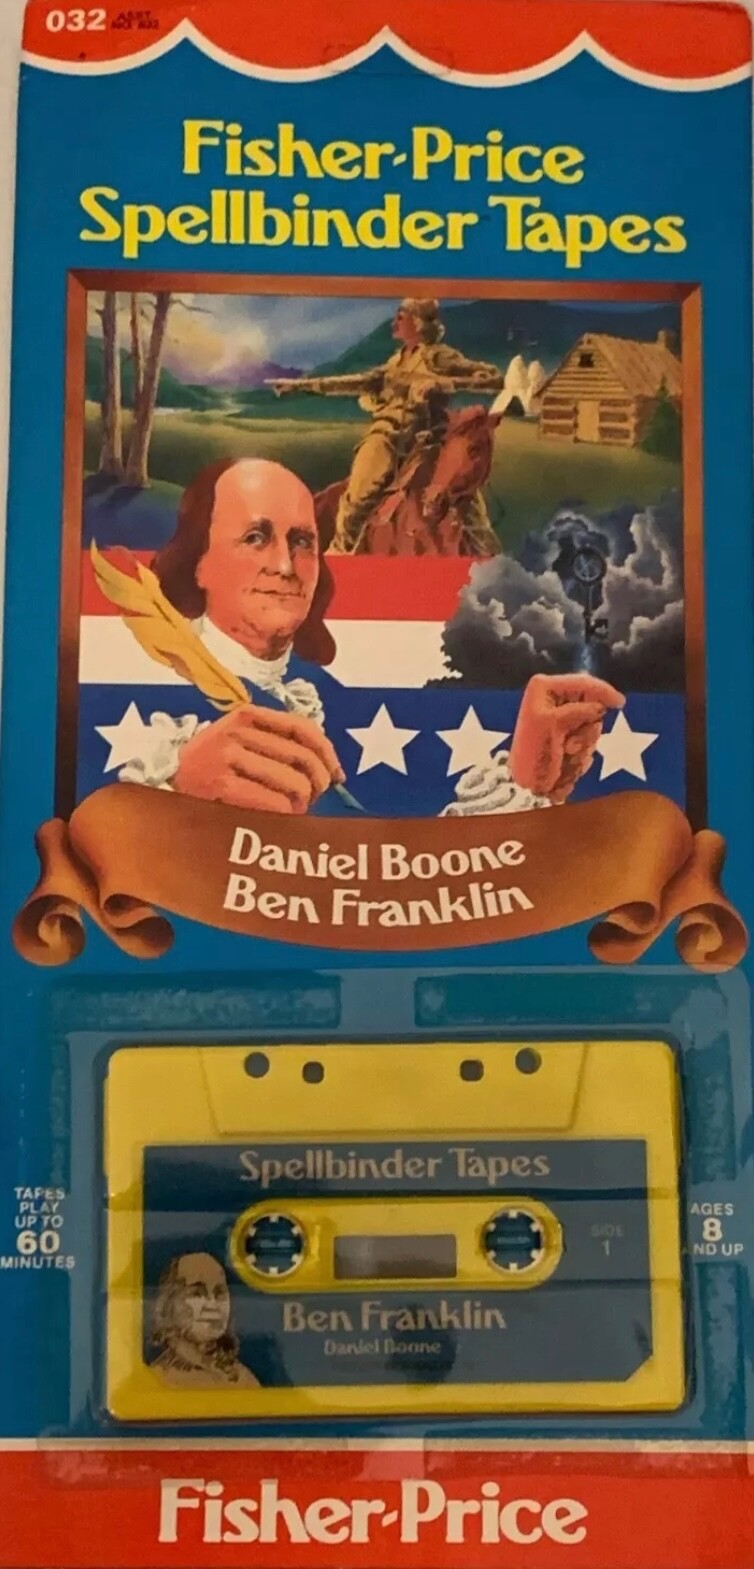 032
Fisher-Price
Spellbinder Tapes
Daniel Boone
Ben Franklin
Spellbinder Tapes
TAPES
PLAY
UP TO
60
MINUTES
SIDE
1
AGES
8
ND UP
Ben Franklin
Daniel Boone
Fisher-Price